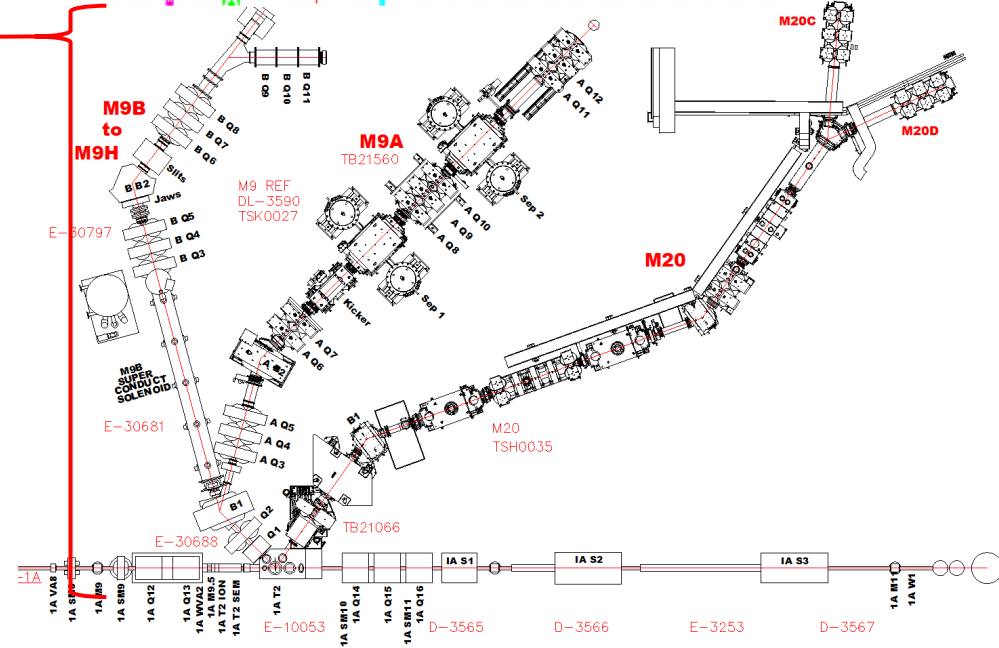 M20C
B Q9
B Q10
B Q11
A Q12
A Q11
M20D
M9B
to
M9H
B Q8
B Q7
B Q6
Slits
M9A
TB21560
B B2
Jaws
M9 REF
DL-3590
TSK0027
Sep 2
B Q5
B Q4
B Q3
E-30797
A Q10
A Q9
A Q8
M20
Sep 1
Kicker
A Q7
A Q6
M9B
SUPER
CONDUCT
SOLENOID
E-30681
A Q5
A Q4
A Q3
B1
M20
TSH0035
B1
Q2
Q1
TB21066
E-30688
-1A
IA S1
IA S2
IA S3
1A VA8
1A M9
1A SM9
1A Q12
1A Q13
1A WVA2
1A M9.5
1A T2 ION
1A T2 SEM
1A T2
1A SM10
1A Q14
1A Q15
1A SM11
1A Q16
1A M11
1A W1
E-10053
D-3565
D-3566
E-3253
D-3567